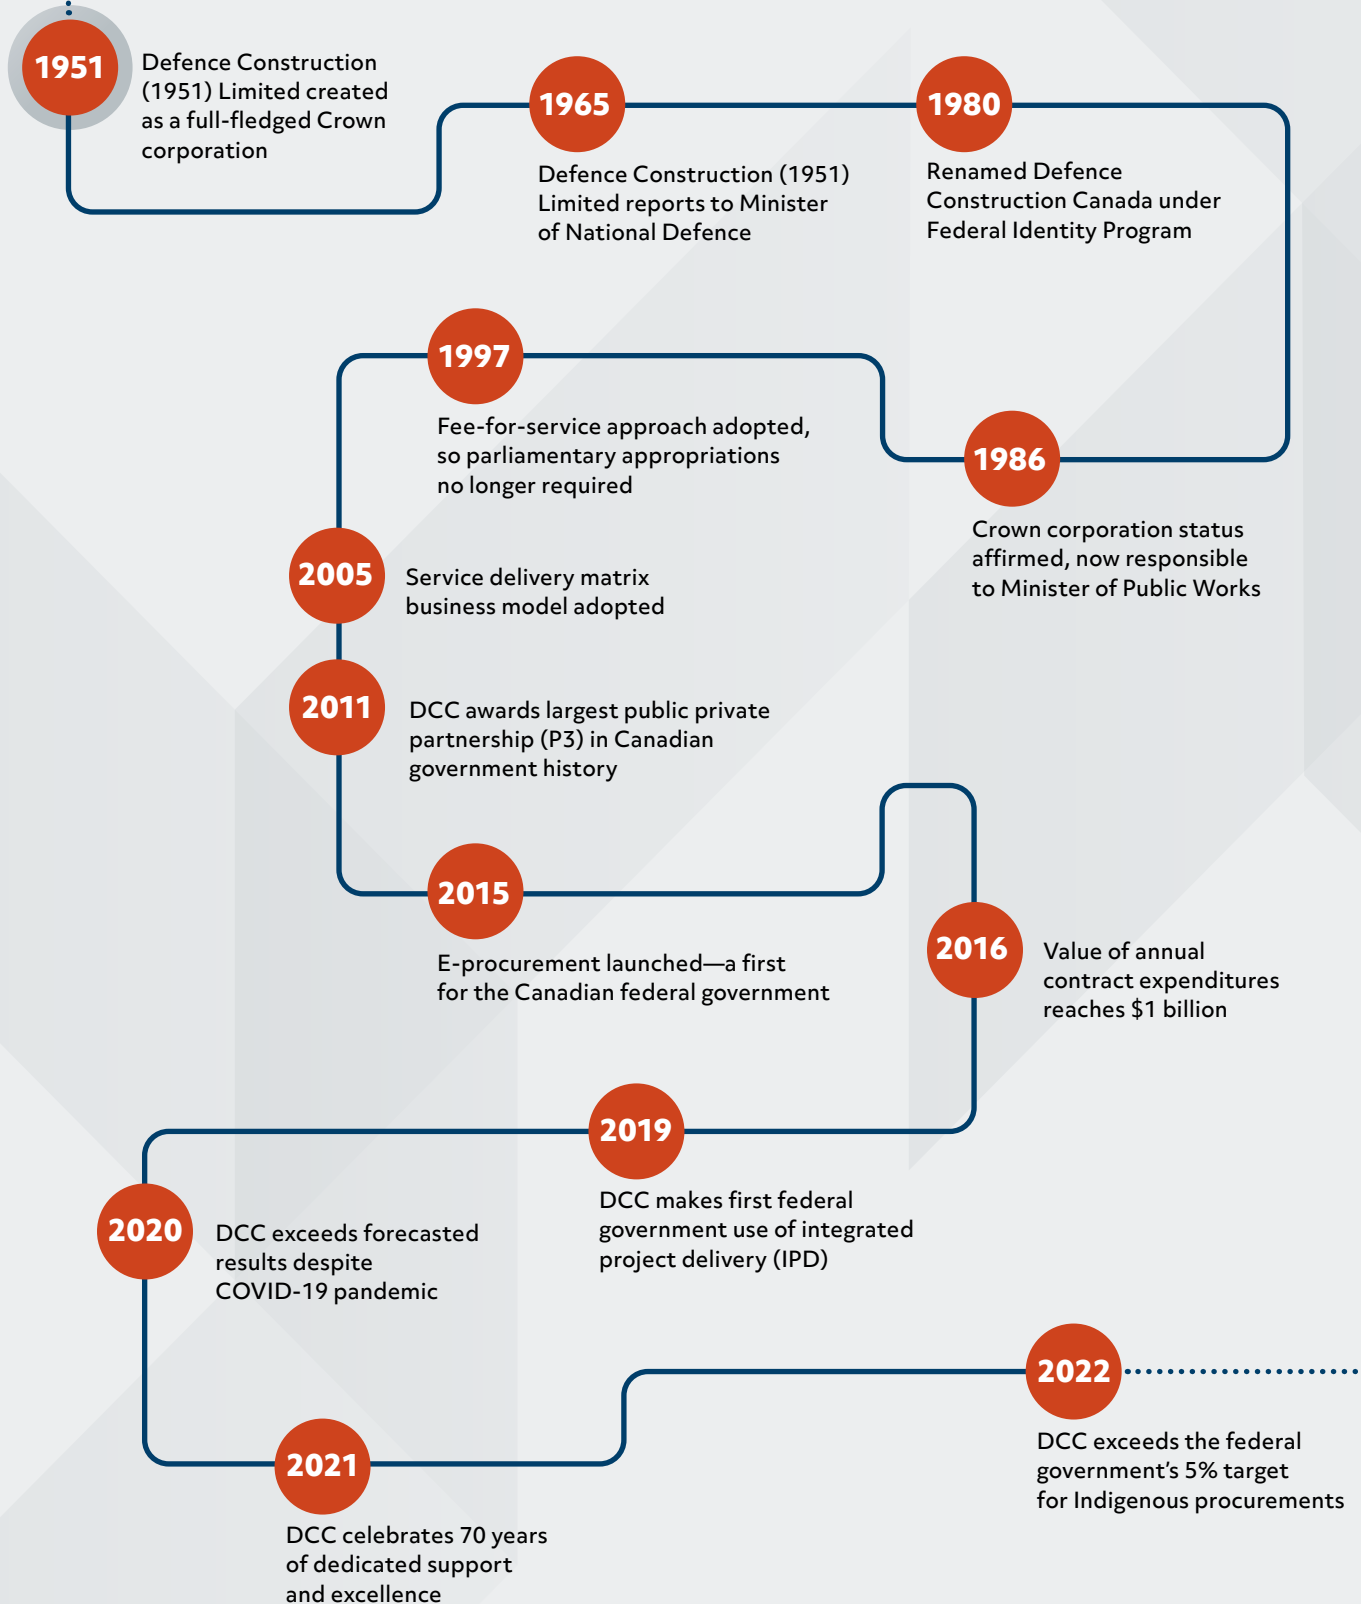 1951
Defence Construction
(1951) Limited created
as a full-fledged Crown
corporation
1965
Defence Construction (1951)
Limited reports to Minister
of National Defence
1980
Renamed Defence
Construction Canada under
Federal Identity Program
1986
Crown corporation status
affirmed, now responsible
to Minister of Public Works
1997
Fee-for-service approach adopted,
so parliamentary appropriations
no longer required
2005
Service delivery matrix
business model adopted
2011
DCC awards largest public private
partnership (P3) in Canadian
government history
2015
E-procurement launched—a first
for the Canadian federal government
2016
Value of annual
contract expenditures
reaches $1 billion
2019
DCC makes first federal
government use of integrated
project delivery (IPD)
2020
DCC exceeds forecasted
results despite
COVID-19 pandemic
2021
DCC celebrates 70 years
of dedicated support
and excellence
2022
DCC exceeds the federal
government’s 5% target
for Indigenous procurements